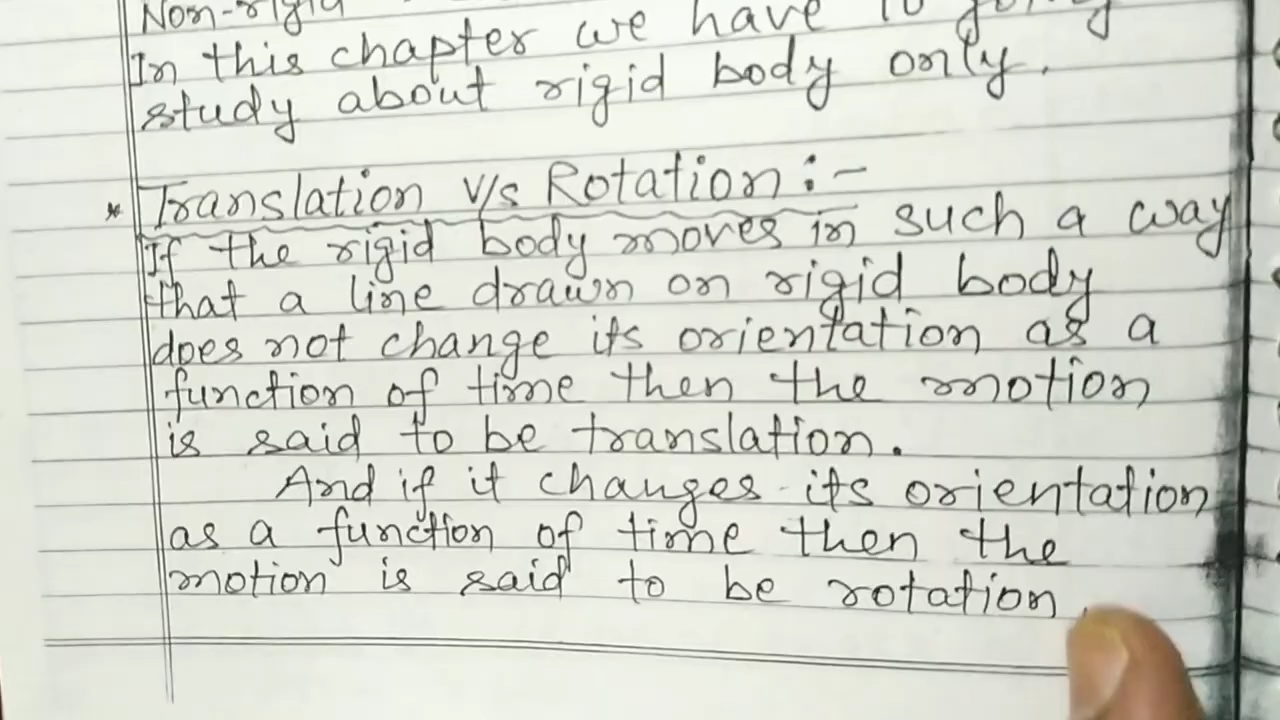 Non-rigid
In this chapter we have to going
study about rigid body only.
* Translation v/s Rotation :-
If the rigid body moves in such a way
that a line drawn on rigid body
does not change its orientation as a
function of time then the motion
is said to be translation.
And if it changes its orientation
as a function of time then the
motion is said to be rotation.